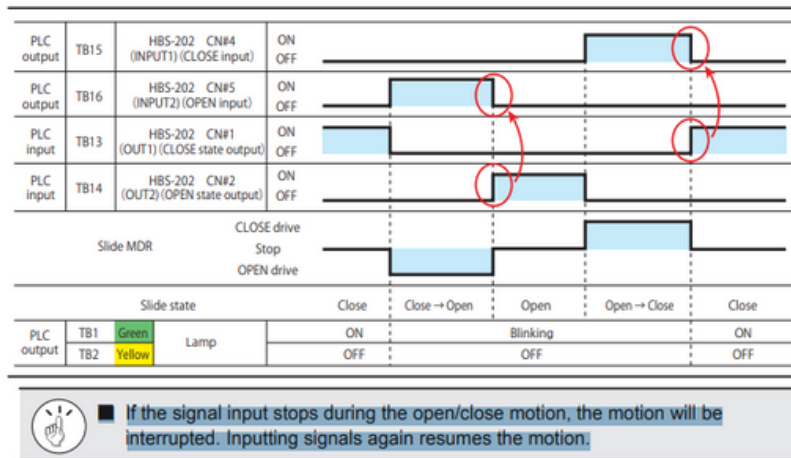 PLC output TB15 HBS-202 CN#4 (INPUT1) (CLOSE input) ON OFF
PLC output TB16 HBS-202 CN#5 (INPUT2) (OPEN input) ON OFF
PLC input TB13 HBS-202 CN#1 (OUT1) (CLOSE state output) ON OFF
PLC input TB14 HBS-202 CN#2 (OUT2) (OPEN state output) ON OFF
Slide MDR
CLOSE drive
Stop
OPEN drive
Slide state Close Close → Open Open Open → Close Close
PLC output TB1 Green Lamp ON Blinking ON
TB2 Yellow OFF OFF OFF
■ If the signal input stops during the open/close motion, the motion will be
interrupted. Inputting signals again resumes the motion.